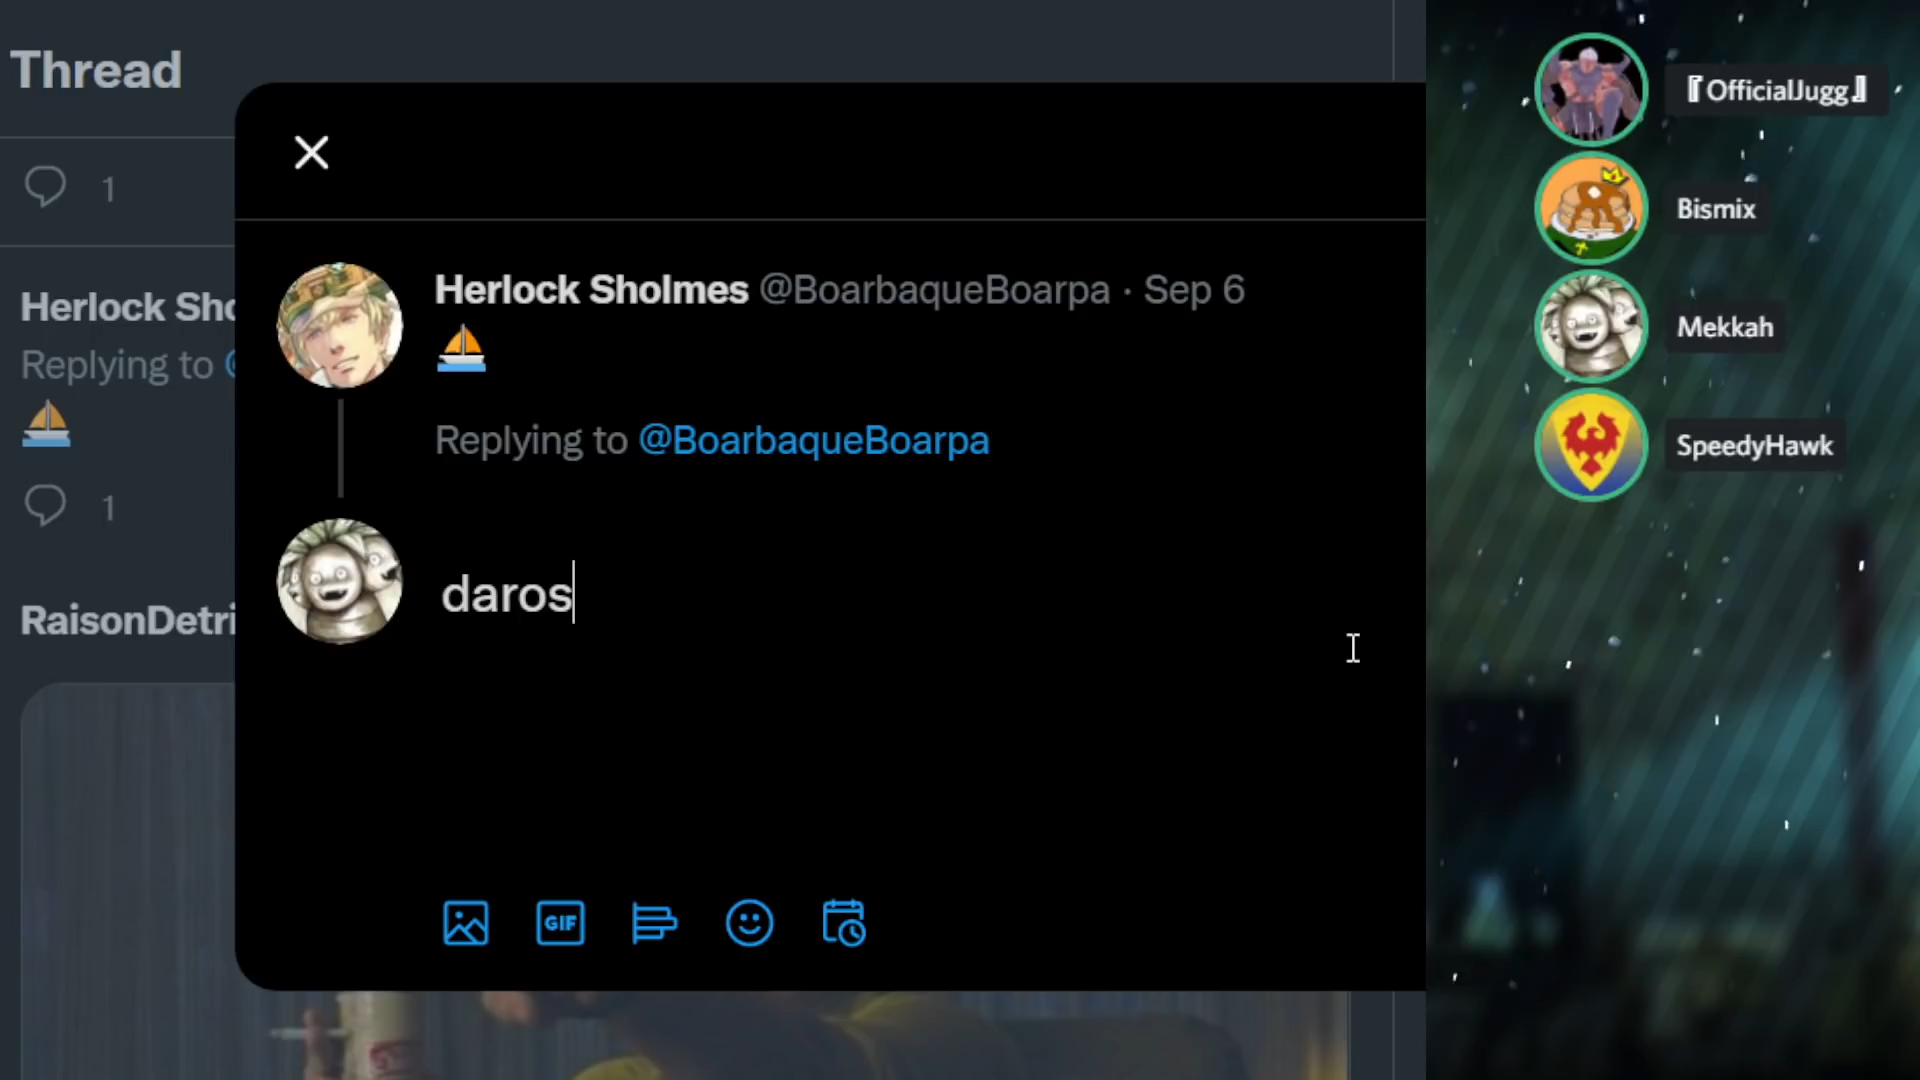 Thread
1
Herlock Sho
Replying to @
1
RaisonDetri
Herlock Sholmes @BoarbaqueBoarpa · Sep 6
Replying to @BoarbaqueBoarpa
daros
GIF
『OfficialJugg』
Bismix
Mekkah
SpeedyHawk